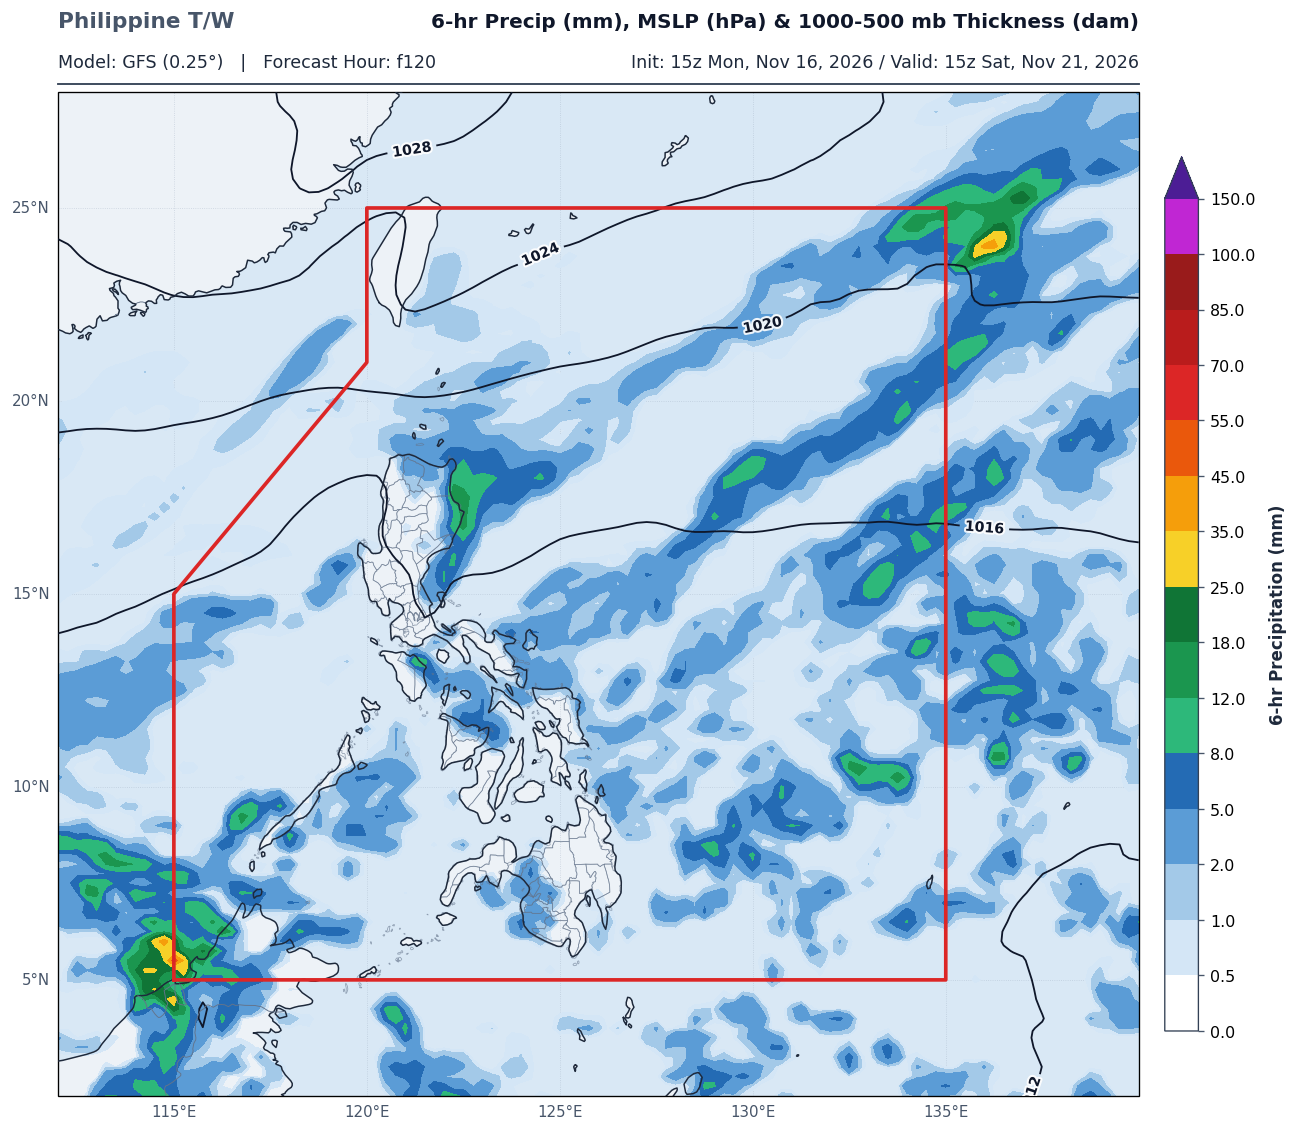 Philippine T/W
6-hr Precip (mm), MSLP (hPa) & 1000-500 mb Thickness (dam)
Model: GFS (0.25°) | Forecast Hour: f120
Init: 15z Mon, Nov 16, 2026 / Valid: 15z Sat, Nov 21, 2026
1028
1024
1020
1016
12
25°N
20°N
15°N
10°N
5°N
115°E
120°E
125°E
130°E
135°E
150.0
100.0
85.0
70.0
55.0
45.0
35.0
25.0
18.0
12.0
8.0
5.0
2.0
1.0
0.5
0.0
6-hr Precipitation (mm)